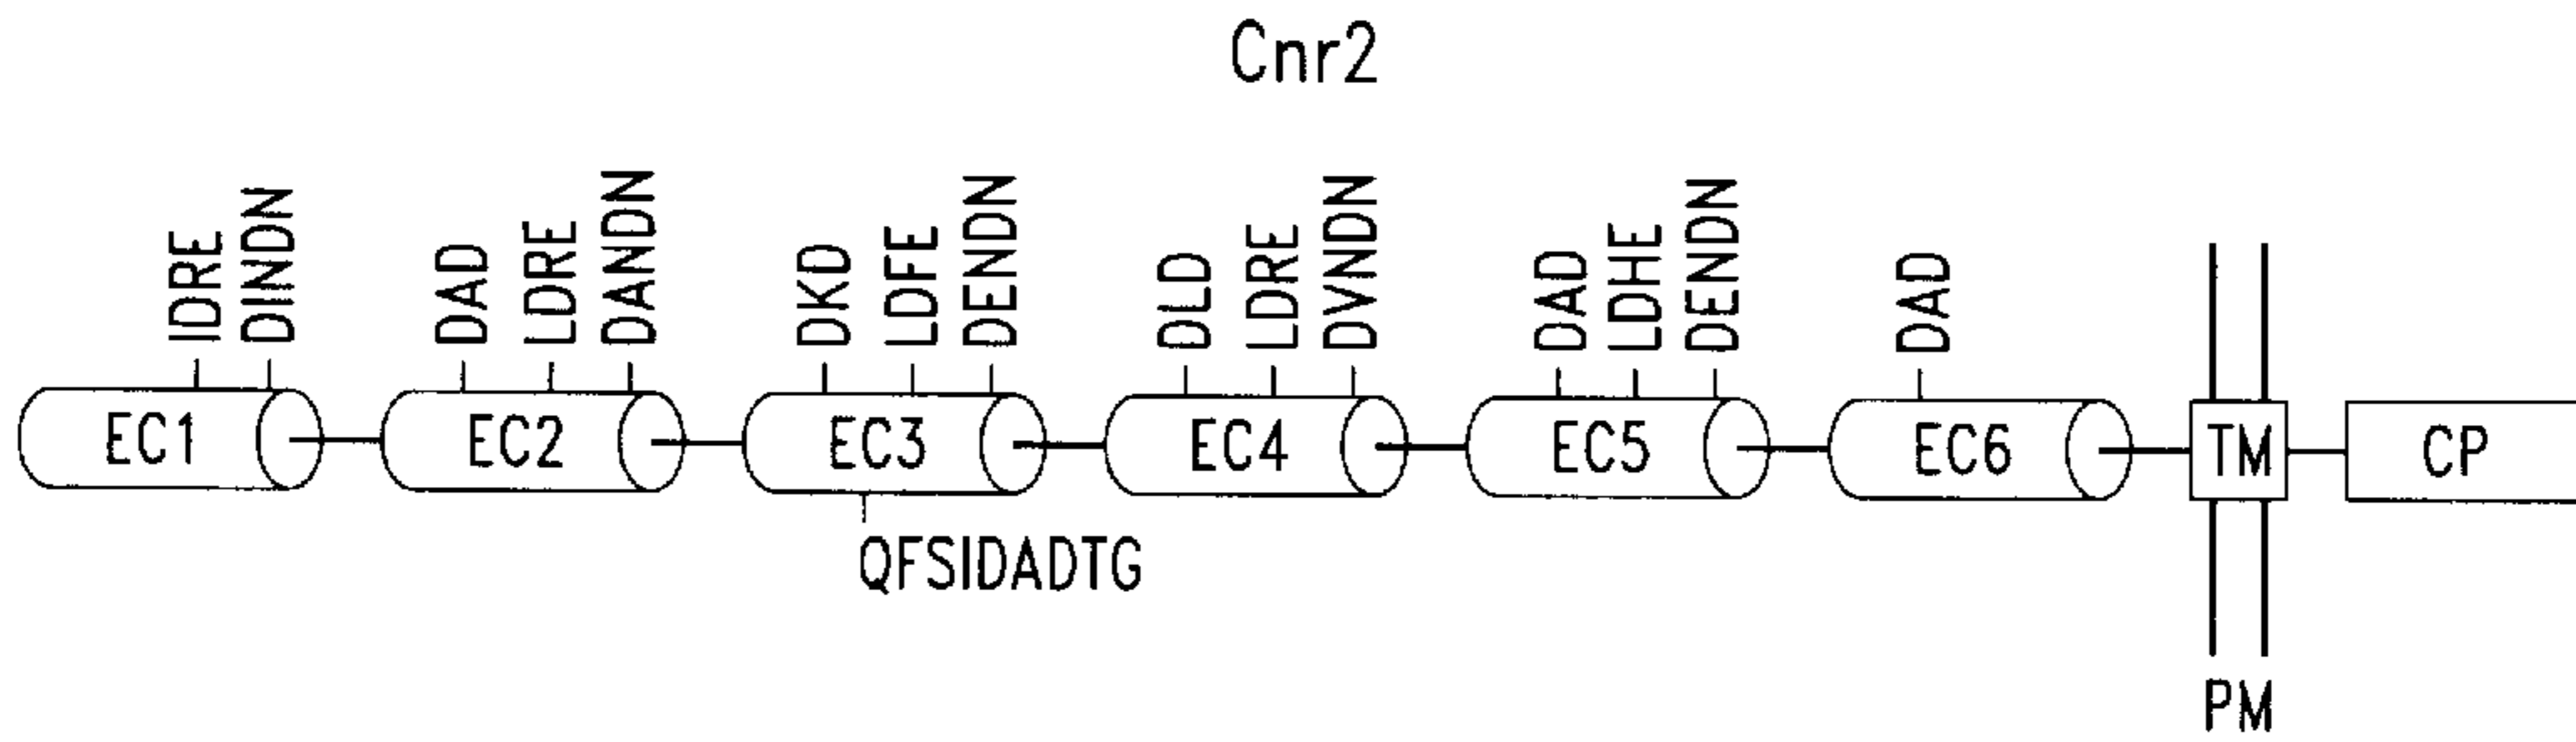 Cnr2
IDRE
DINDN
DAD
LDRE
DANDN
DKD
LDFE
DENDN
DLD
LDRE
DVNDN
DAD
LDHE
DENDN
DAD
EC1
EC2
EC3
EC4
EC5
EC6
TM
CP
QFSIDADTG
PM